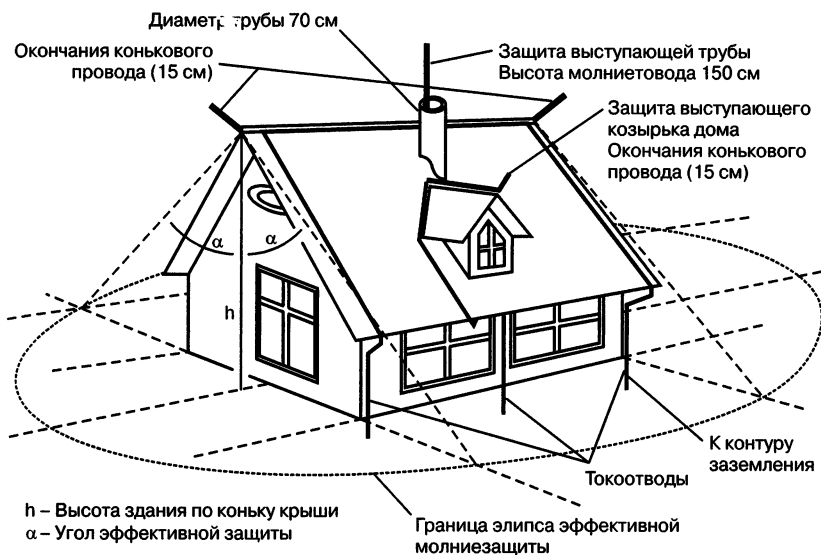 Диаметр трубы 70 см
Окончания конькового
провода (15 см)
Защита выступающей трубы
Высота молниетовода 150 см
Защита выступающего
козырька дома
Окончания конькового
провода (15 см)
α
α
h
К контуру
заземления
Токоотводы
h – Высота здания по коньку крыши
α – Угол эффективной защиты
Граница элипса эффективной
молниезащиты